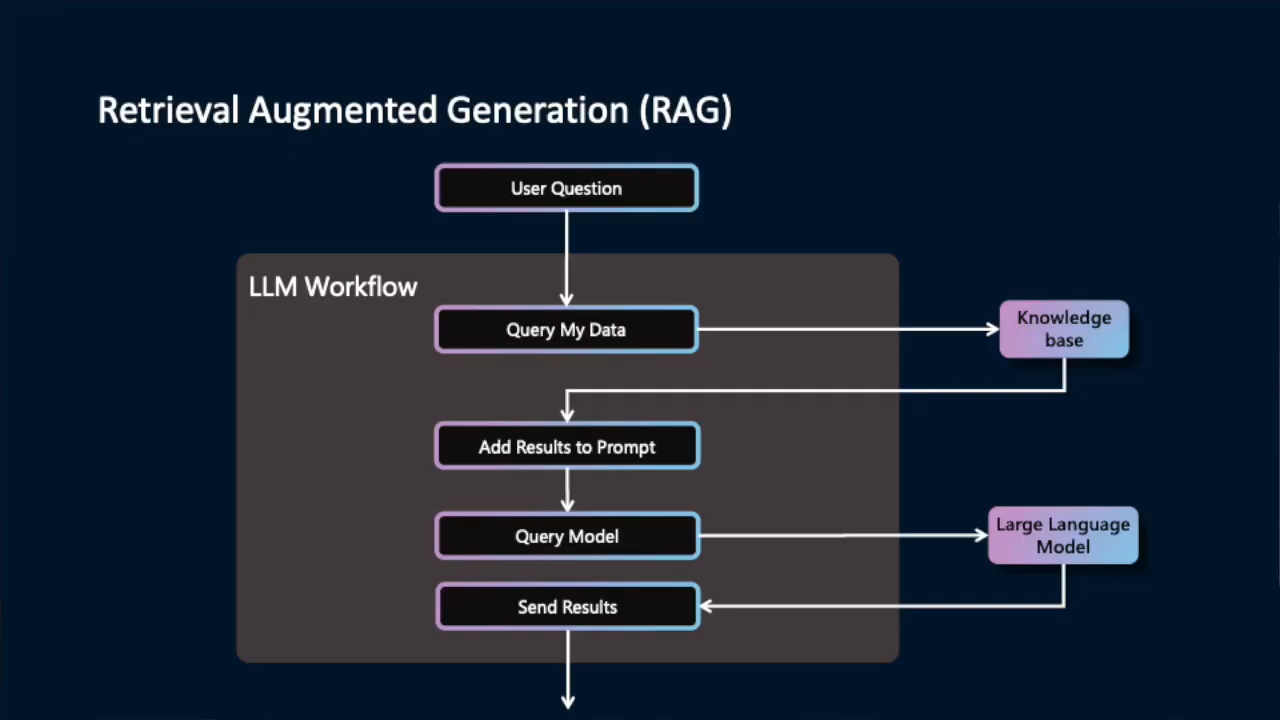 Retrieval Augmented Generation (RAG)
User Question
LLM Workflow
Query My Data
Knowledge
base
Add Results to Prompt
Query Model
Large Language
Model
Send Results